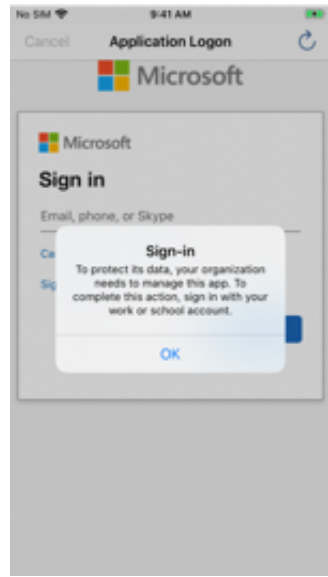 No SIM 9:41 AM
Cancel Application Logon
Microsoft
Microsoft
Sign in
Email, phone, or Skype
Ca
Sign-in
To protect its data, your organization
Sig
needs to manage this app. To
complete this action, sign in with your
work or school account.
OK